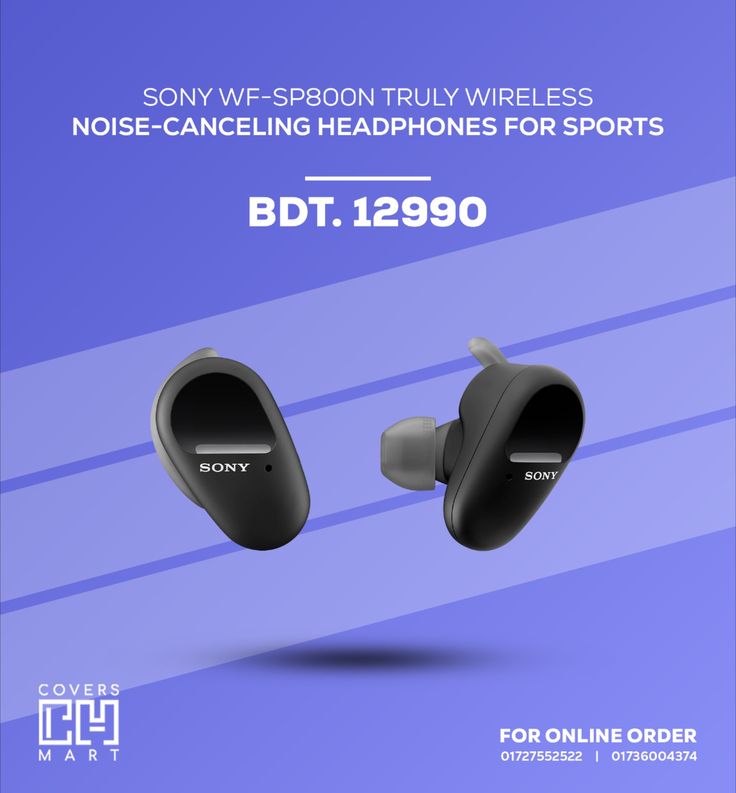 SONY WF-SP800N TRULY WIRELESS
NOISE-CANCELING HEADPHONES FOR SPORTS
BDT. 12990
SONY
SONY
COVERS
CM
MART
FOR ONLINE ORDER
01727552522 | 01736004374